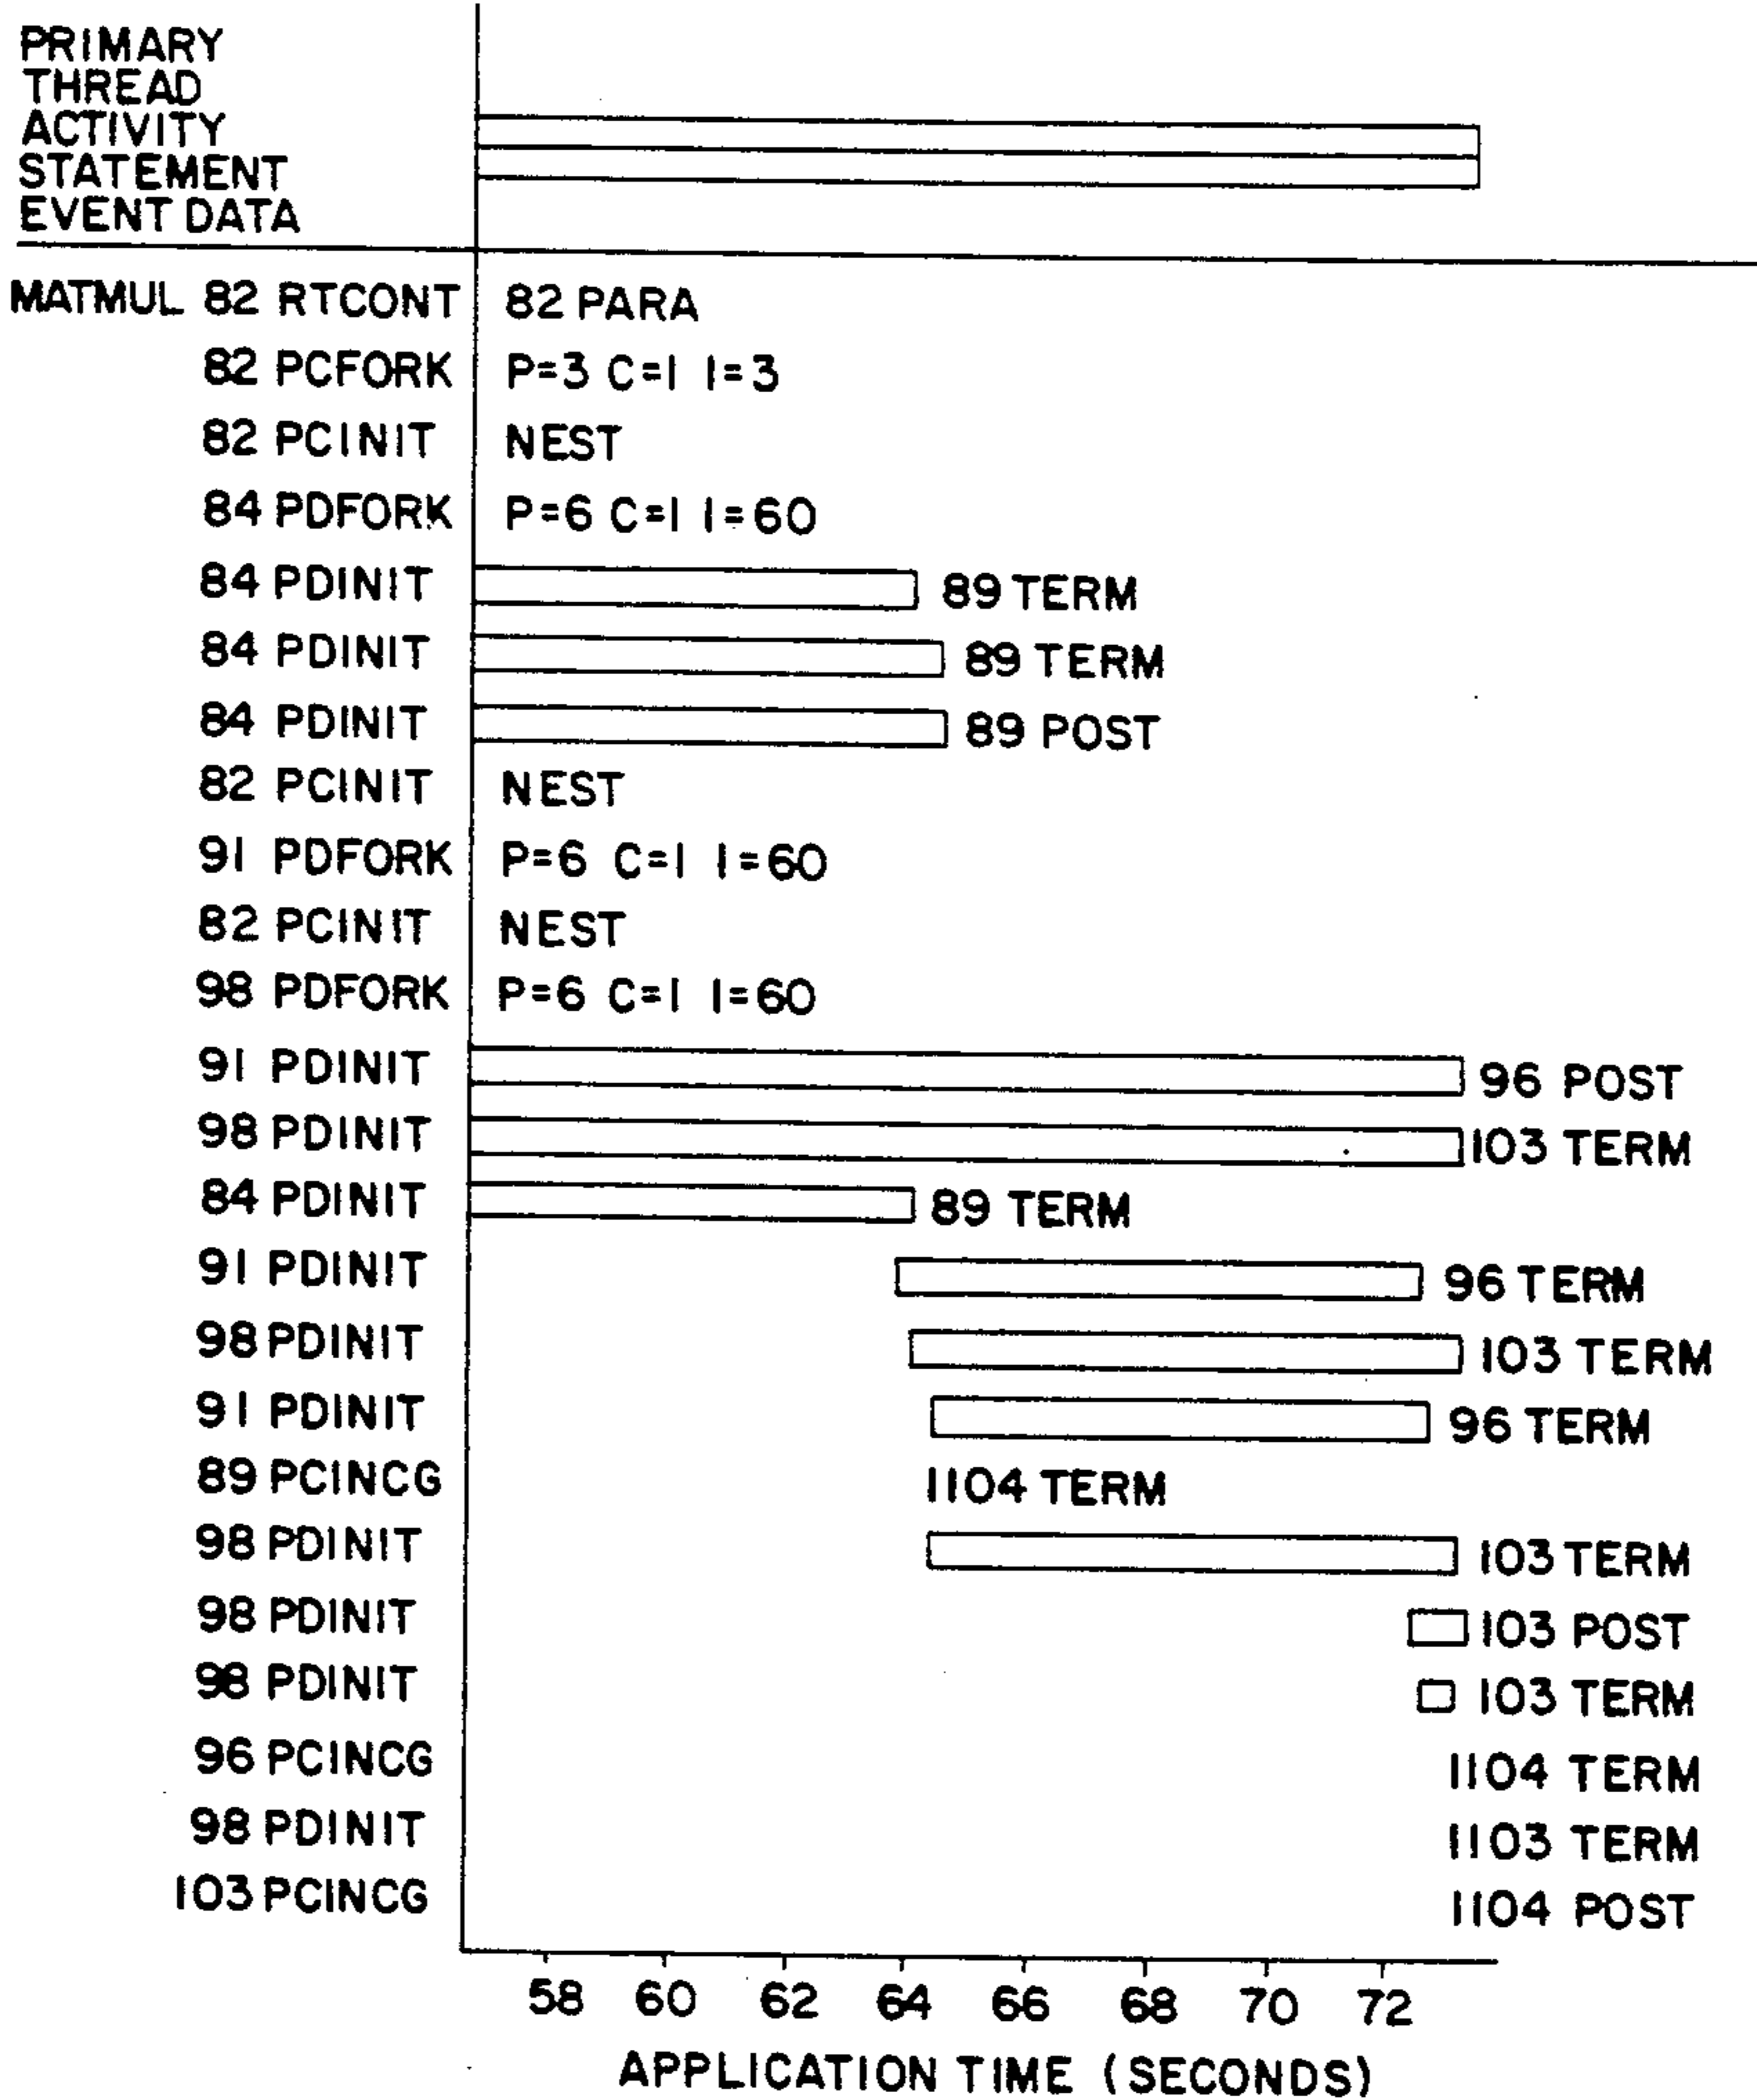 PRIMARY
THREAD
ACTIVITY
STATEMENT
EVENT DATA
MATMUL 82 RTCONT 82 PARA
82 PCFORK P=3 C=1 I=3
82 PCINIT NEST
84 PDFORK P=6 C=1 I=60
84 PDINIT 89 TERM
84 PDINIT 89 TERM
84 PDINIT 89 POST
82 PCINIT NEST
91 PDFORK P=6 C=1 I=60
82 PCINIT NEST
98 PDFORK P=6 C=1 I=60
91 PDINIT 96 POST
98 PDINIT 103 TERM
84 PDINIT 89 TERM
91 PDINIT 96 TERM
98 PDINIT 103 TERM
91 PDINIT 96 TERM
89 PCINCG 1104 TERM
98 PDINIT 103 TERM
98 PDINIT 103 POST
98 PDINIT 103 TERM
96 PCINCG 1104 TERM
98 PDINIT 1103 TERM
103 PCINCG 1104 POST
58 60 62 64 66 68 70 72
APPLICATION TIME (SECONDS)